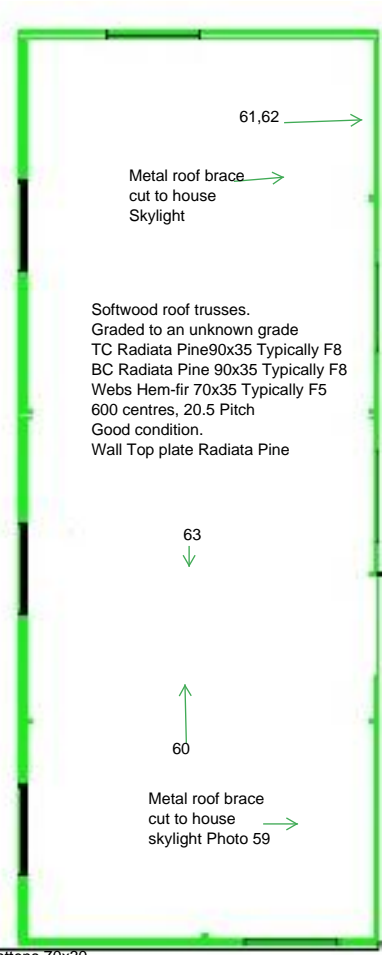 61,62
Metal roof brace
cut to house
Skylight
Softwood roof trusses.
Graded to an unknown grade
TC Radiata Pine90x35 Typically F8
BC Radiata Pine 90x35 Typically F8
Webs Hem-fir 70x35 Typically F5
600 centres, 20.5 Pitch
Good condition.
Wall Top plate Radiata Pine
63
60
Metal roof brace
cut to house
skylight Photo 59